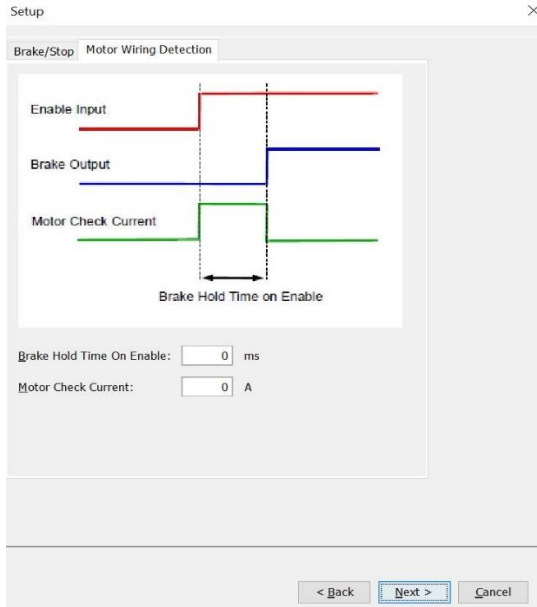 Setup
Brake/Stop Motor Wiring Detection
Enable Input
Brake Output
Motor Check Current
Brake Hold Time on Enable
Brake Hold Time On Enable: 0 ms
Motor Check Current: 0 A
< Back Next > Cancel